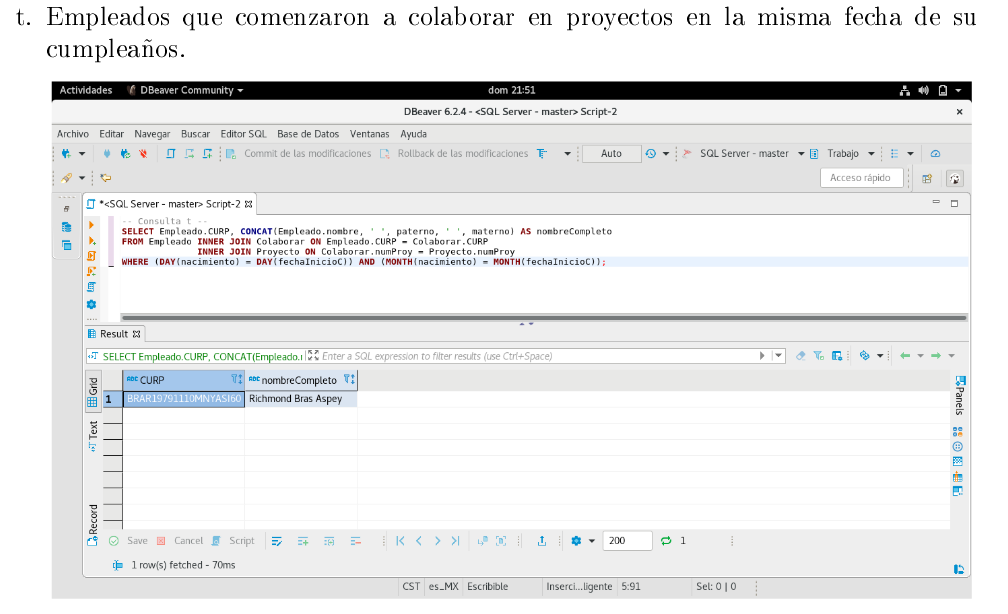 t. Empleados que comenzaron a colaborar en proyectos en la misma fecha de su
cumpleaños.
Actividades DBeaver Community dom 21:51
DBeaver 6.2.4 - <SQL Server - master> Script-2 ×
Archivo Editar Navegar Buscar Editor SQL Base de Datos Ventanas Ayuda
Commit de las modificaciones Rollback de las modificaciones Auto SQL Server - master Trabajo
Acceso rápido
*<SQL Server - master> Script-2
-- Consulta t --
SELECT Empleado.CURP, CONCAT(Empleado.nombre, ' ', paterno, ' ', materno) AS nombreCompleto
FROM Empleado INNER JOIN Colaborar ON Empleado.CURP = Colaborar.CURP
INNER JOIN Proyecto ON Colaborar.numProy = Proyecto.numProy
WHERE (DAY(nacimiento) = DAY(fechaInicioC)) AND (MONTH(nacimiento) = MONTH(fechaInicioC));
Result
SELECT Empleado.CURP, CONCAT(Empleado.r Enter a SQL expression to filter results (use Ctrl+Space)
Grid
Text
Record
ABC CURP ABC nombreCompleto
1 BRAR19791110MNYASI60 Richmond Bras Aspey
Panels
Save Cancel Script 200 1
1 row(s) fetched - 70ms
CST es_MX Escribible Inserci...ligente 5:91 Sel: 0 | 0